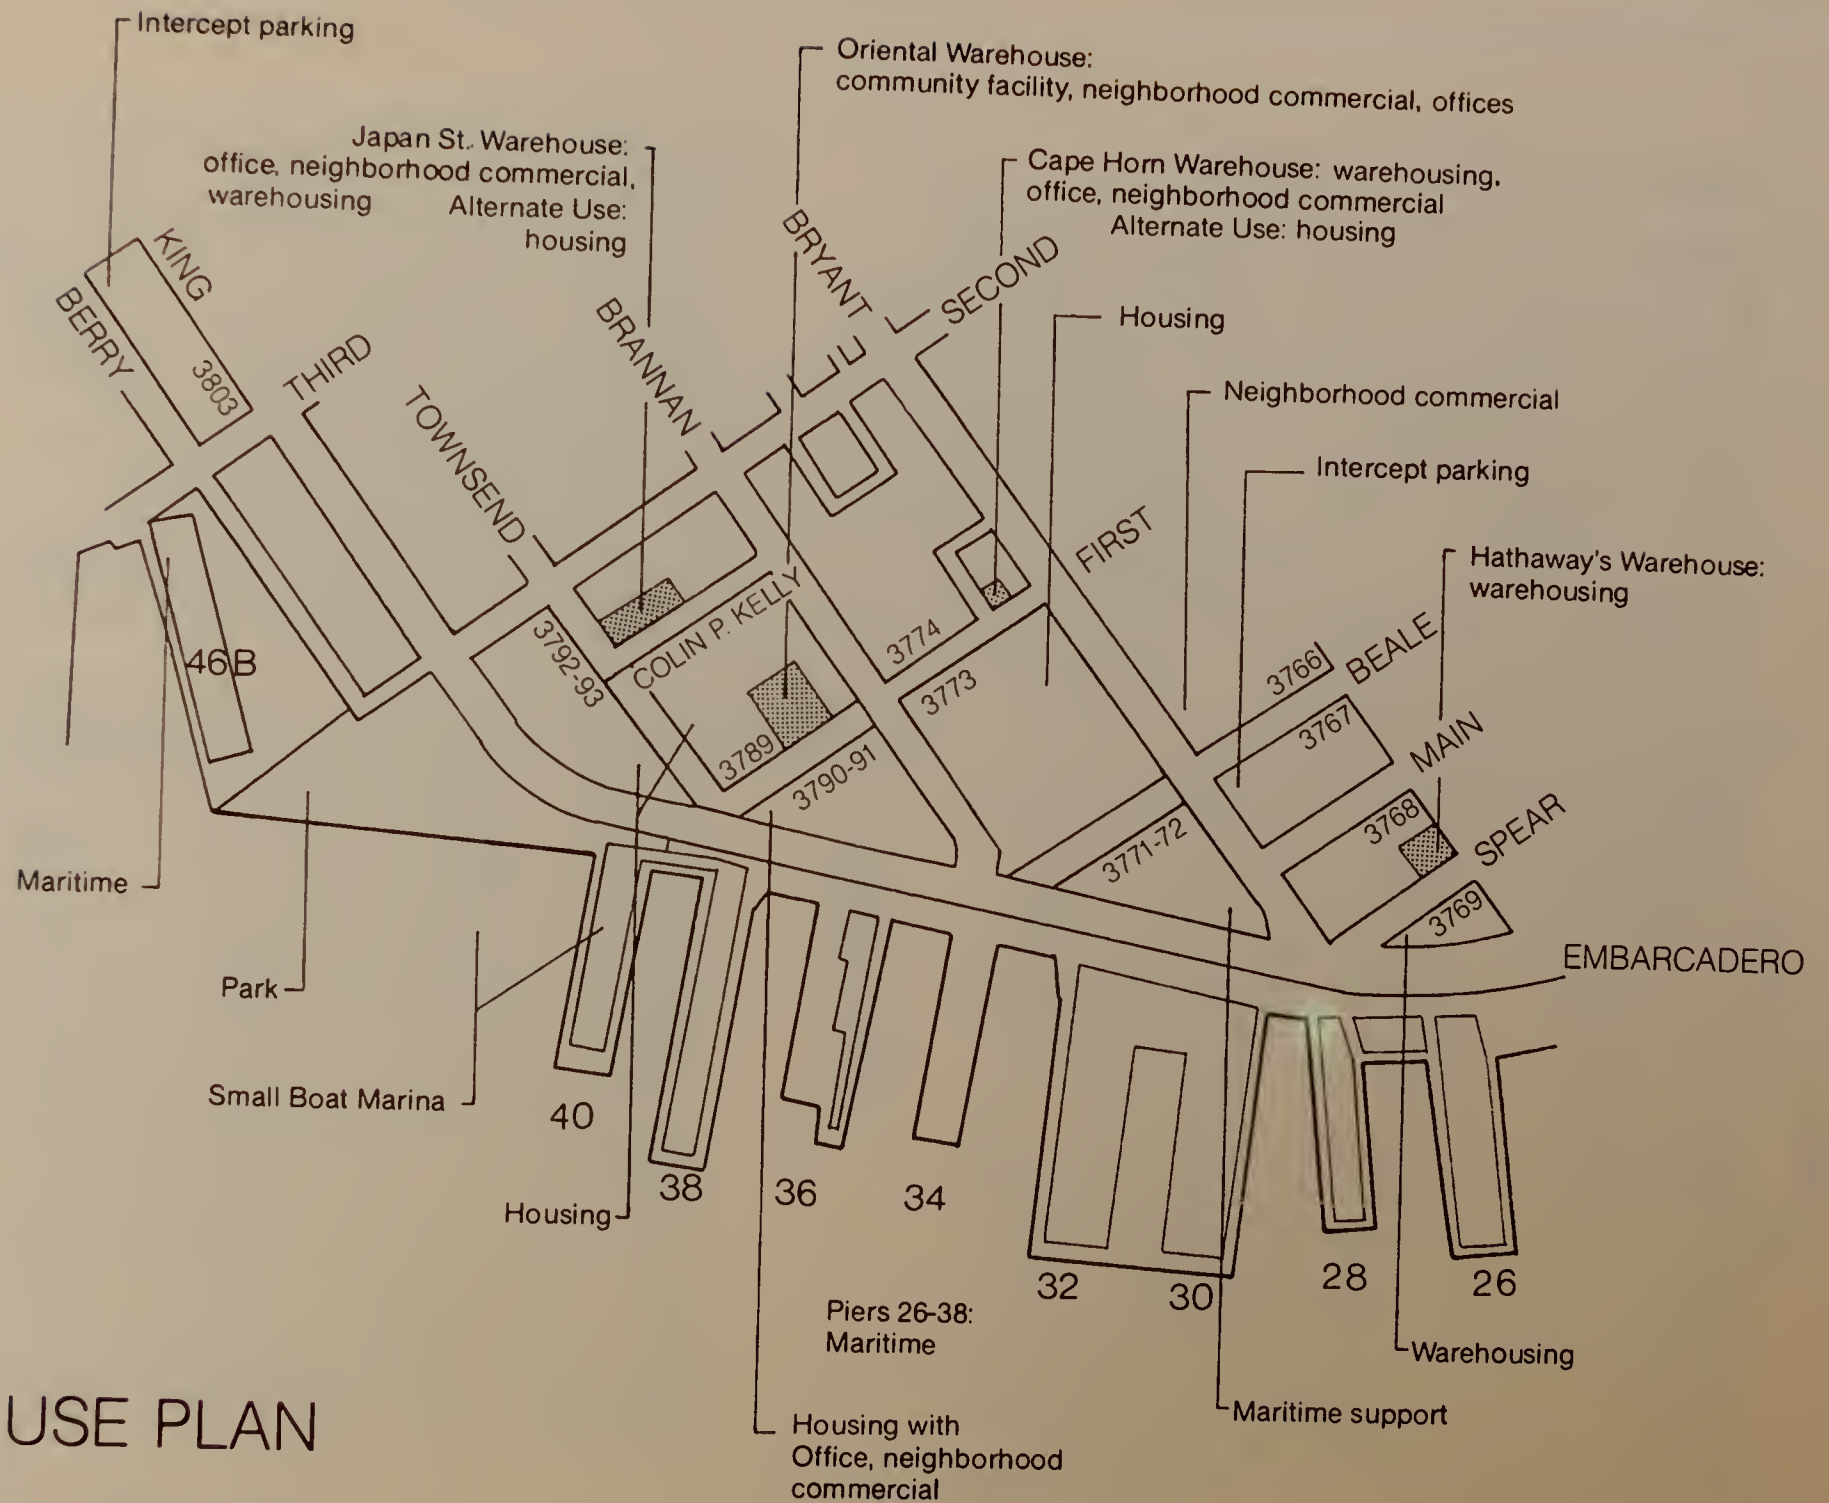 Intercept parking
Oriental Warehouse:
community facility, neighborhood commercial, offices
Japan St. Warehouse:
office, neighborhood commercial,
warehousing Alternate Use:
housing
Cape Horn Warehouse: warehousing,
office, neighborhood commercial
Alternate Use: housing
KING
BERRY
3803
THIRD
TOWNSEND
BRANNAN
BRYANT
SECOND
Housing
Neighborhood commercial
Intercept parking
FIRST
Hathaway's Warehouse:
warehousing
46B
3792-93
COLIN P. KELLY
3774
3773
3766
BEALE
3767
MAIN
3789
3790-91
3768
SPEAR
3771-72
3769
Maritime
EMBARCADERO
Park
Small Boat Marina
40
38
36
34
Housing
32
30
28
26
Piers 26-38:
Maritime
Warehousing
Maritime support
USE PLAN
Housing with
Office, neighborhood
commercial